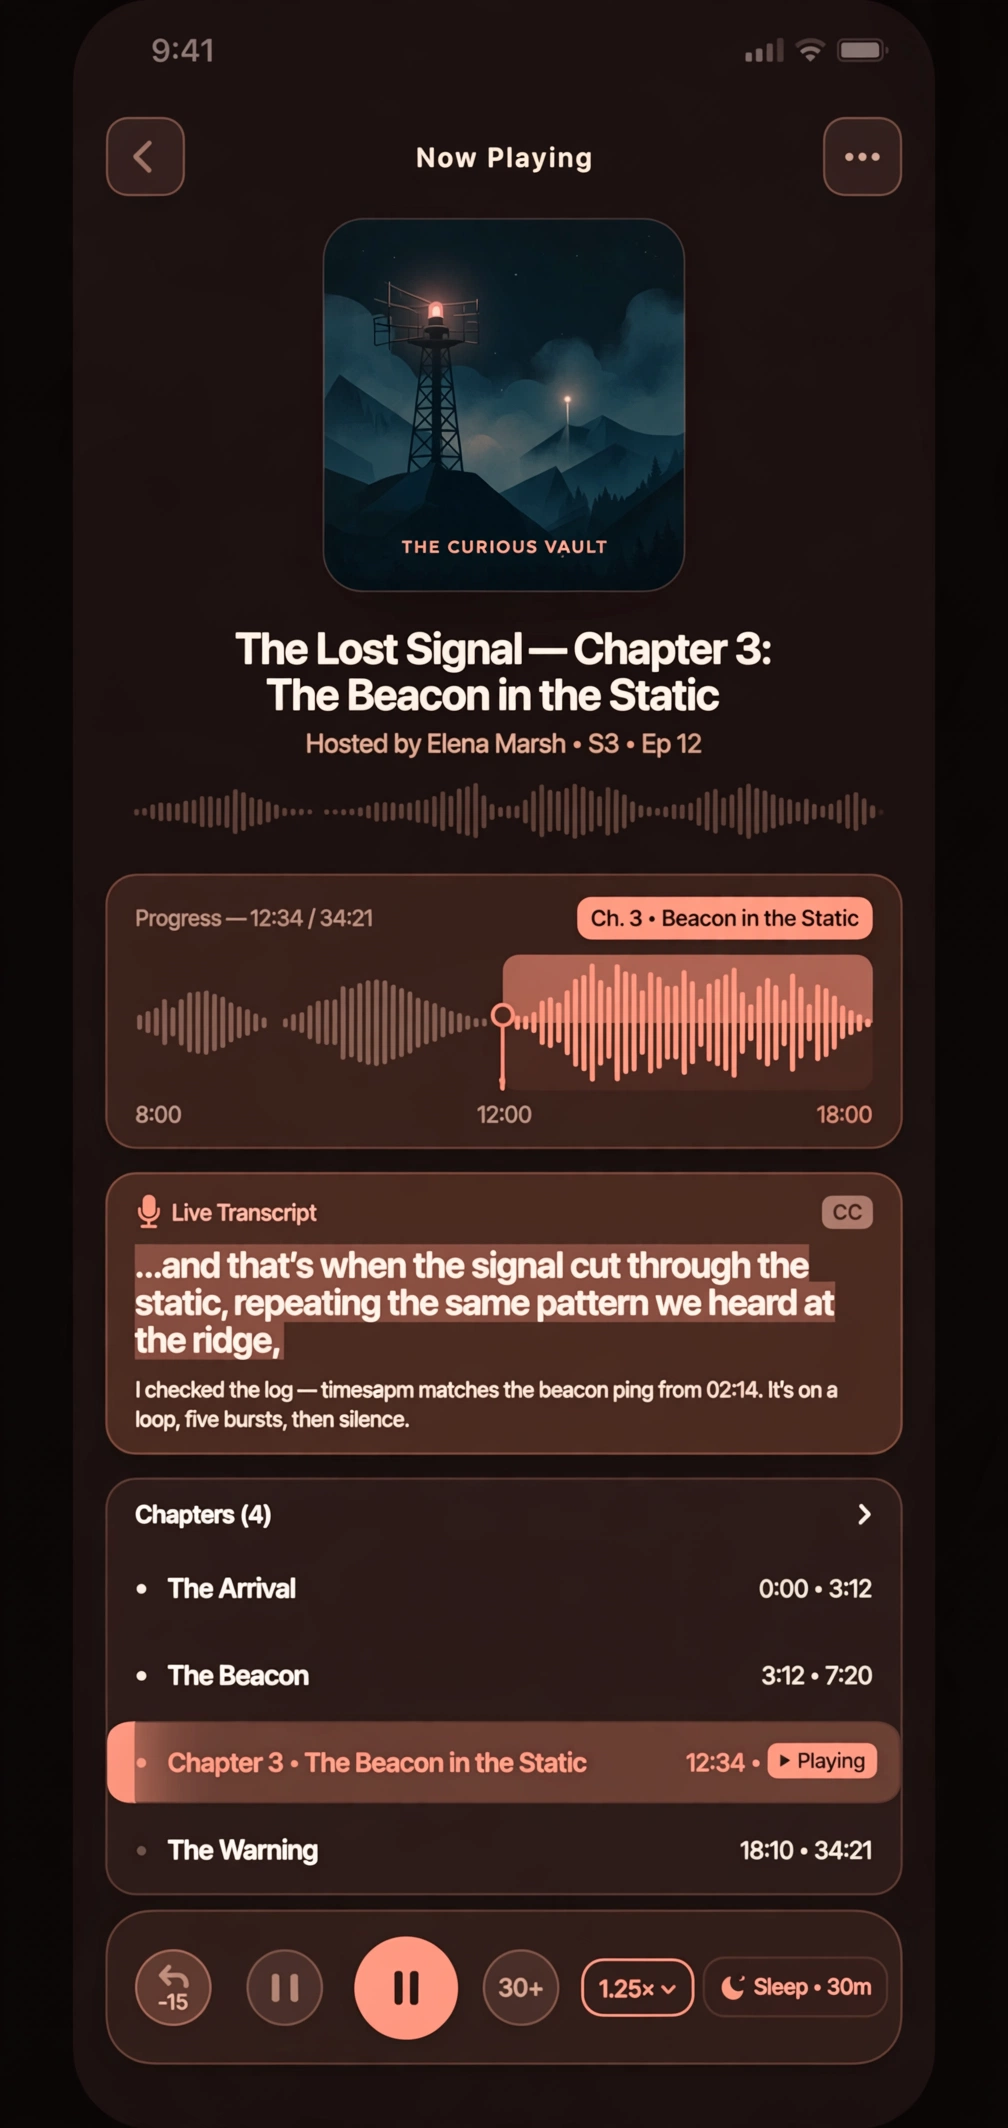 9:41
Now Playing
THE CURIOUS VAULT
The Lost Signal — Chapter 3:
The Beacon in the Static
Hosted by Elena Marsh • S3 • Ep 12
Progress — 12:34 / 34:21
Ch. 3 • Beacon in the Static
8:00
12:00
18:00
Live Transcript
CC
...and that's when the signal cut through the
static, repeating the same pattern we heard at
the ridge,
I checked the log — timesapm matches the beacon ping from 02:14. It's on a
loop, five bursts, then silence.
Chapters (4)
• The Arrival 0:00 • 3:12
• The Beacon 3:12 • 7:20
• Chapter 3 • The Beacon in the Static 12:34 • Playing
• The Warning 18:10 • 34:21
-15
30+
1.25×
Sleep • 30m